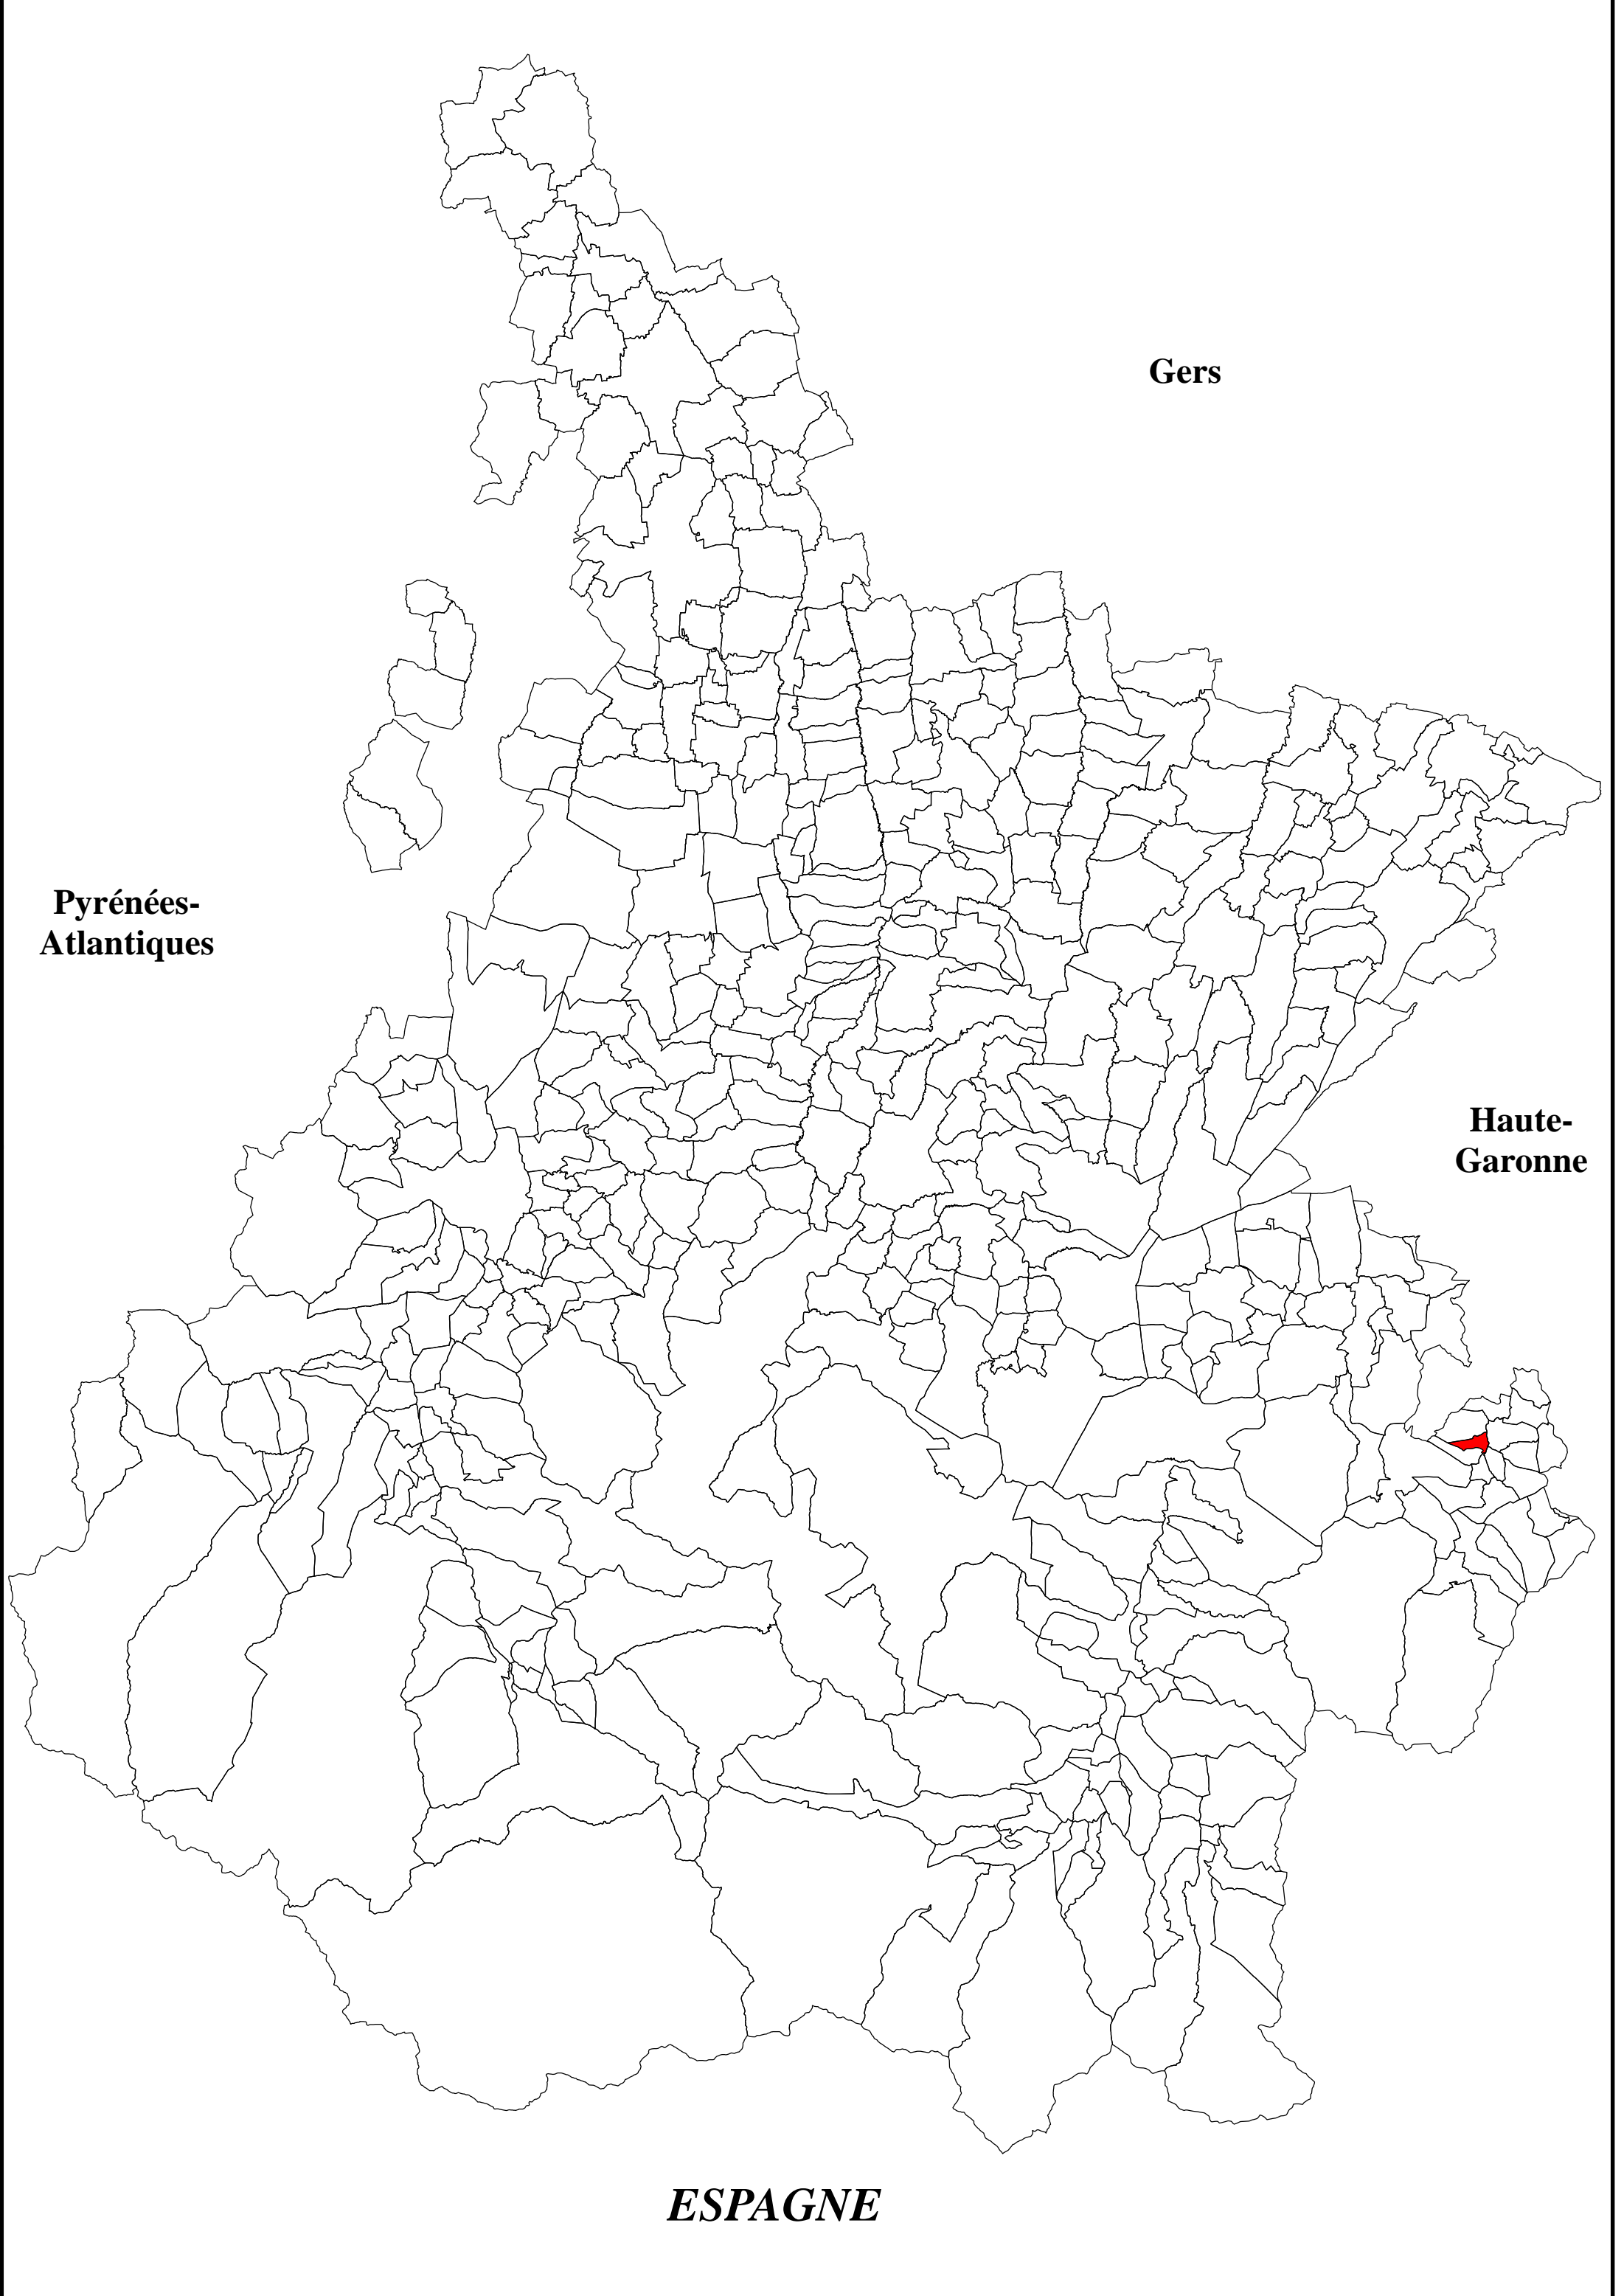 Gers
Pyrénées-
Atlantiques
Haute-
Garonne
ESPAGNE